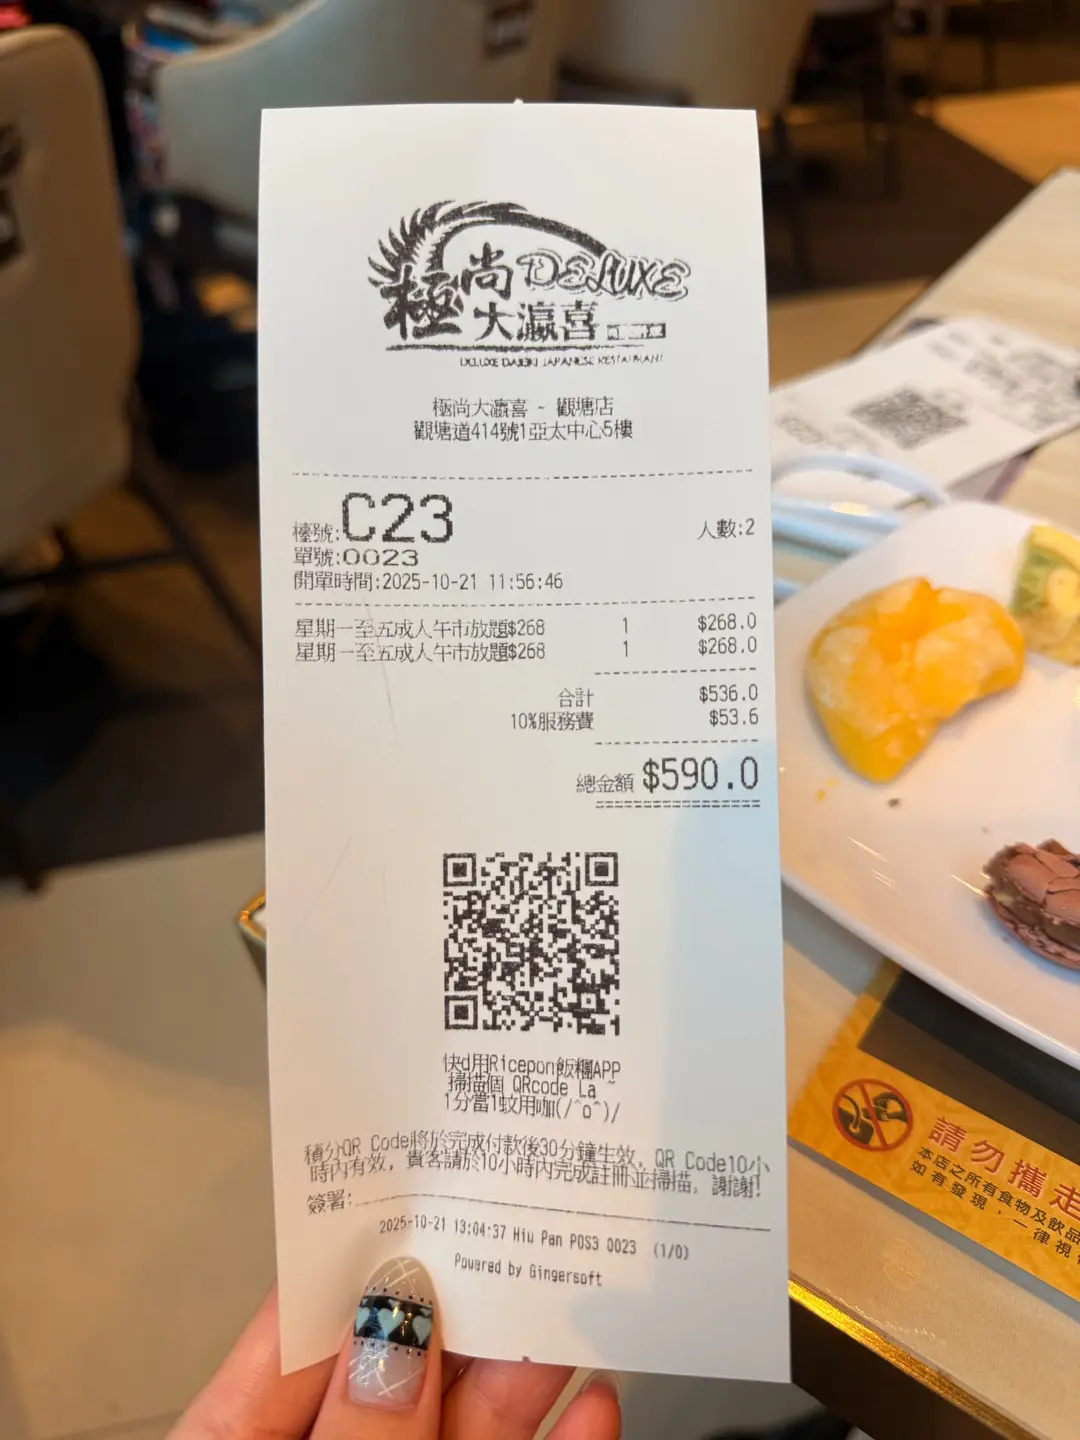 極尚 DELUXE
大瀛喜
DELUXE DAIEKI JAPANESE RESTAURANT
極尚大瀛喜 - 觀塘店
觀塘道414號1亞太中心5樓
檯號:C23
人數:2
單號:0023
開單時間:2025-10-21 11:56:46
星期一至五成人午市放題$268 1 $268.0
星期一至五成人午市放題$268 1 $268.0
合計 $536.0
10%服務費 $53.6
總金額 $590.0
快d用Ricepon飯糰APP
掃描個 QRcode La ~
1分當1蚊用㗎(/^o^)/
積分QR Code將於完成付款後30分鐘生效, QR Code10小
時內有效, 貴客請於10小時內完成註冊並掃描, 謝謝!
簽署:
2025-10-21 13:04:37 Hiu Pan POS3 0023 (1/0)
Powered by Gingersoft
請勿攜走
本店之所有食物及飲品
如有發現，一律視